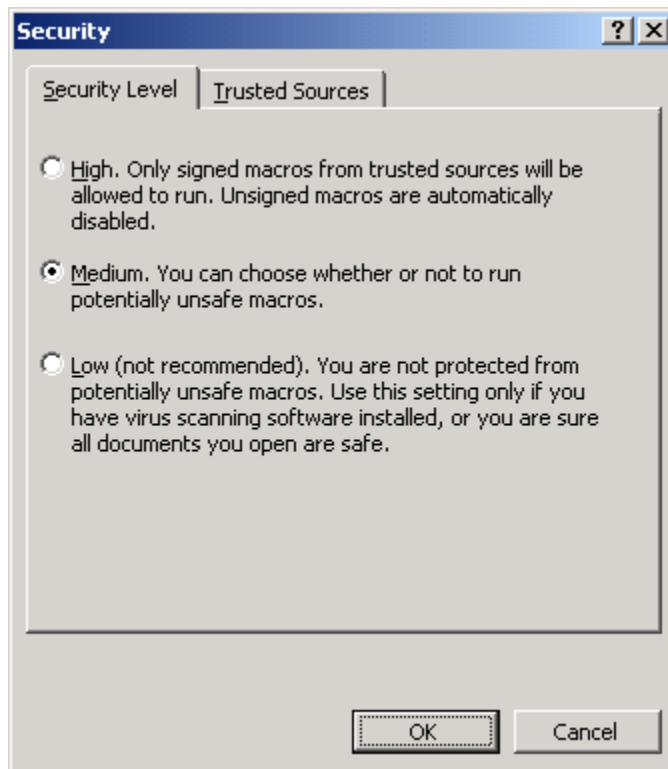 Security
Security Level
Trusted Sources
High. Only signed macros from trusted sources will be
allowed to run. Unsigned macros are automatically
disabled.
Medium. You can choose whether or not to run
potentially unsafe macros.
Low (not recommended). You are not protected from
potentially unsafe macros. Use this setting only if you
have virus scanning software installed, or you are sure
all documents you open are safe.
OK
Cancel